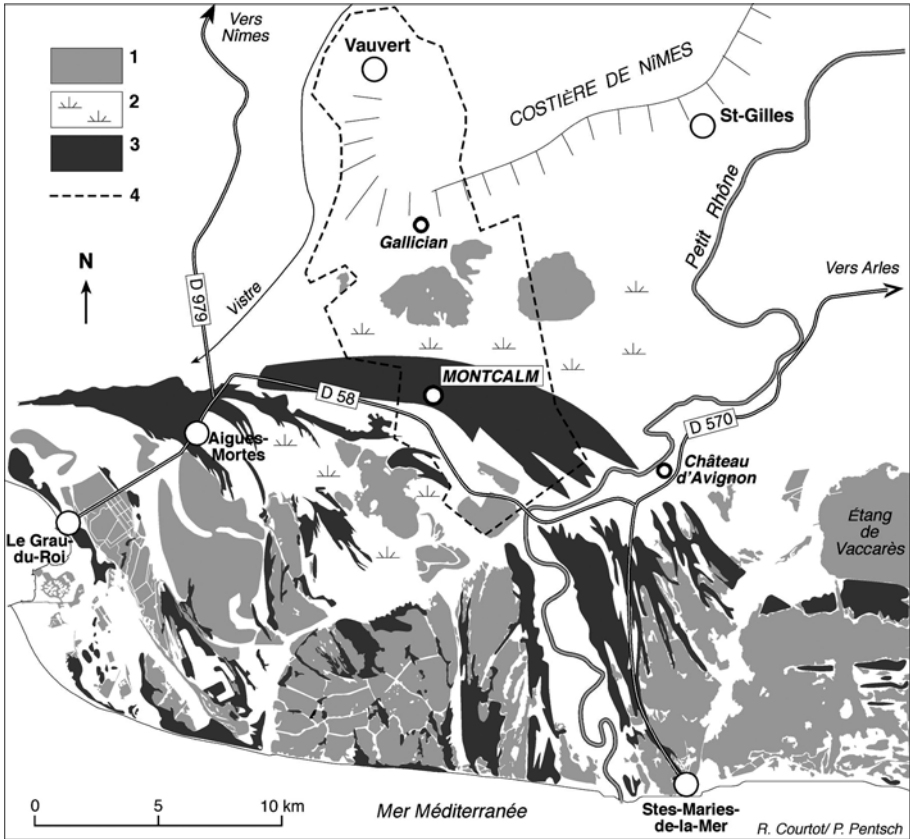 Vers
Nîmes
1
2
3
4
N
Vauvert
COSTIÈRE DE NÎMES
St-Gilles
Gallician
Petit Rhône
Vers Arles
Vistre
D 979
MONTCALM
D 58
D 570
Aigues-
Mortes
Château
d'Avignon
Le Grau-
du-Roi
Étang
de
Vaccarès
0 5 10 km
Mer Méditerranée
Stes-Maries-
de-la-Mer
R. Courtot/ P. Pentsch